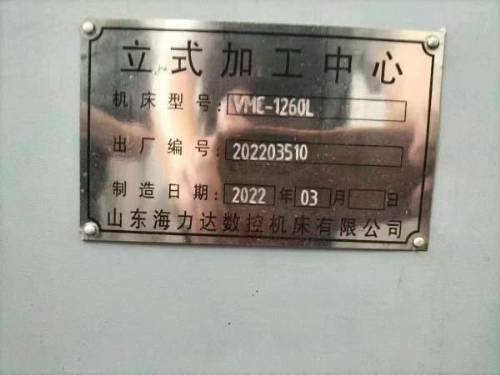 立式加工中心
机床型号:VMC-1260L
出厂编号:202203510
制造日期:2022年03月 日
山东海力达数控机床有限公司